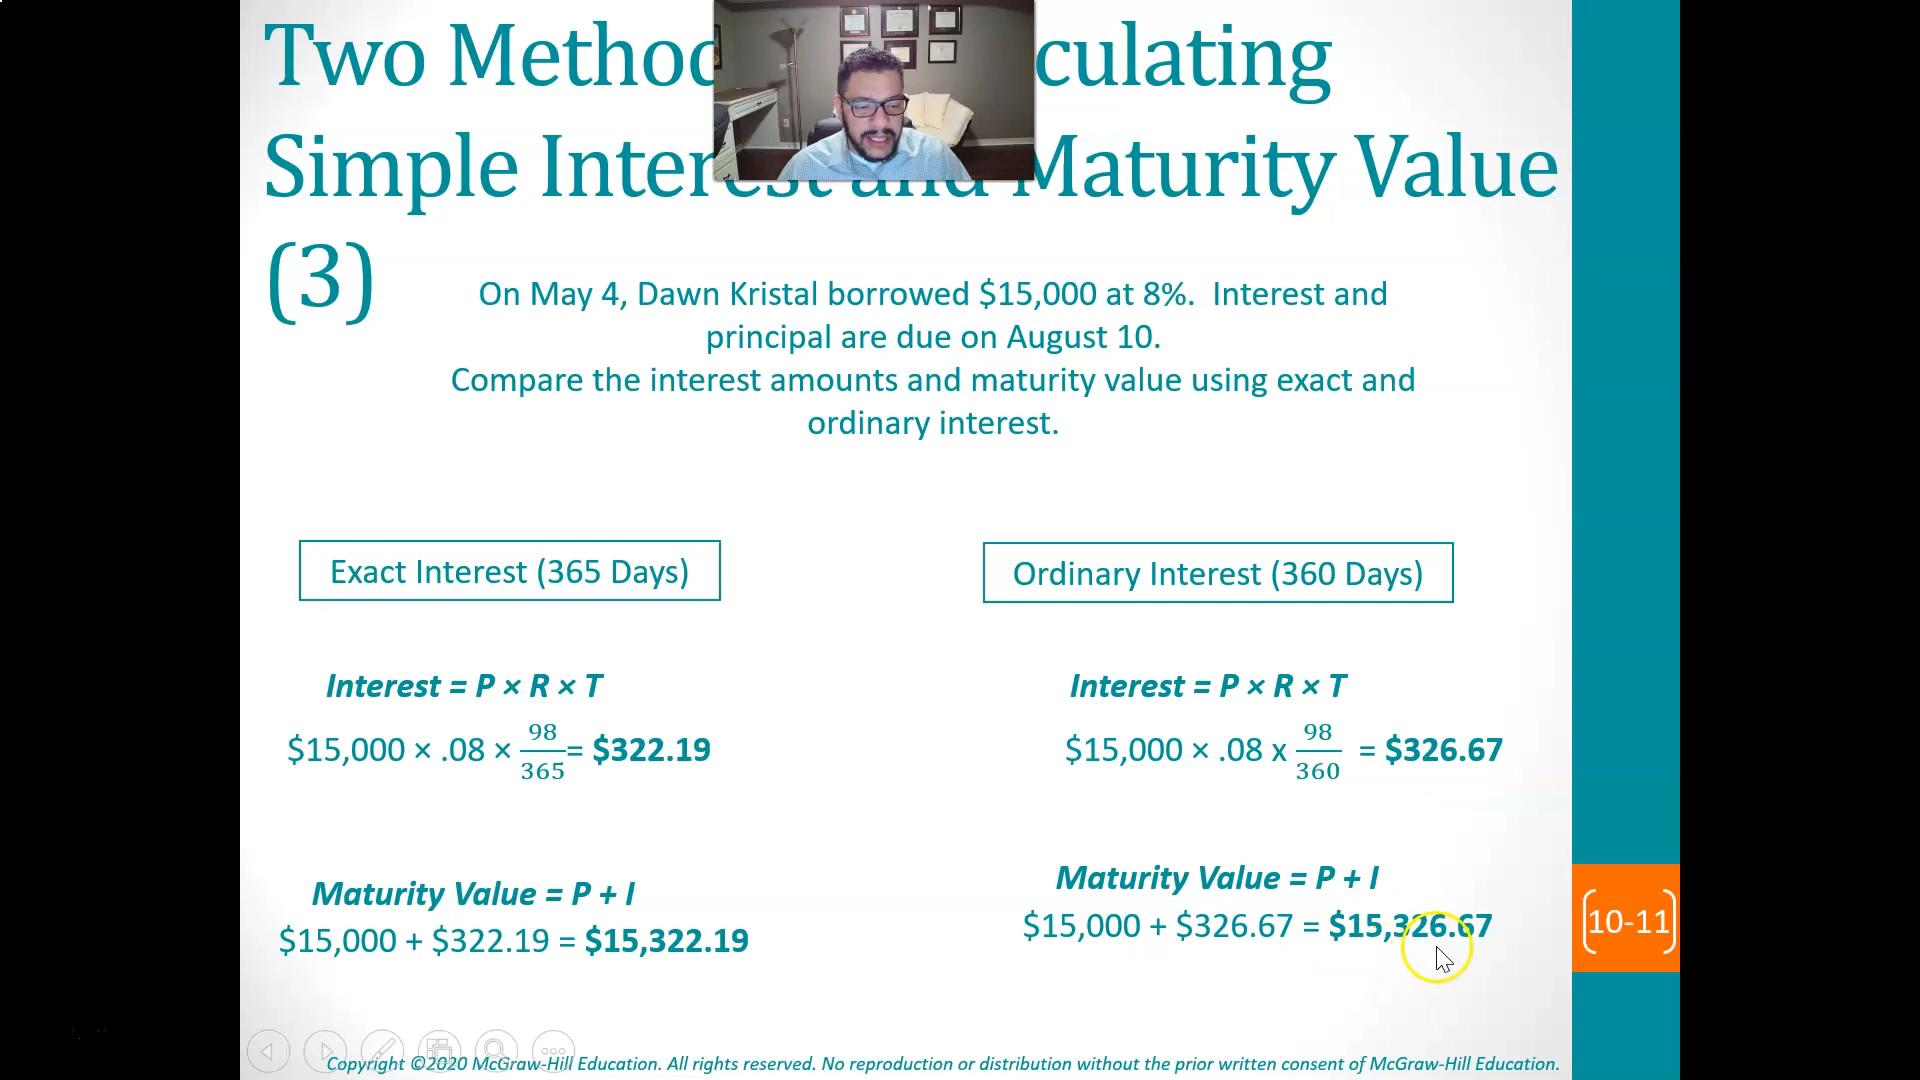 Two Method culating
Simple Interest and Maturity Value
(3)
On May 4, Dawn Kristal borrowed $15,000 at 8%. Interest and
principal are due on August 10.
Compare the interest amounts and maturity value using exact and
ordinary interest.
Exact Interest (365 Days)
Interest = P × R × T
$15,000 × .08 × 98/365 = $322.19
Maturity Value = P + I
$15,000 + $322.19 = $15,322.19
Ordinary Interest (360 Days)
Interest = P × R × T
$15,000 × .08 x 98/360 = $326.67
Maturity Value = P + I
$15,000 + $326.67 = $15,326.67
10-11
Copyright ©2020 McGraw-Hill Education. All rights reserved. No reproduction or distribution without the prior written consent of McGraw-Hill Education.